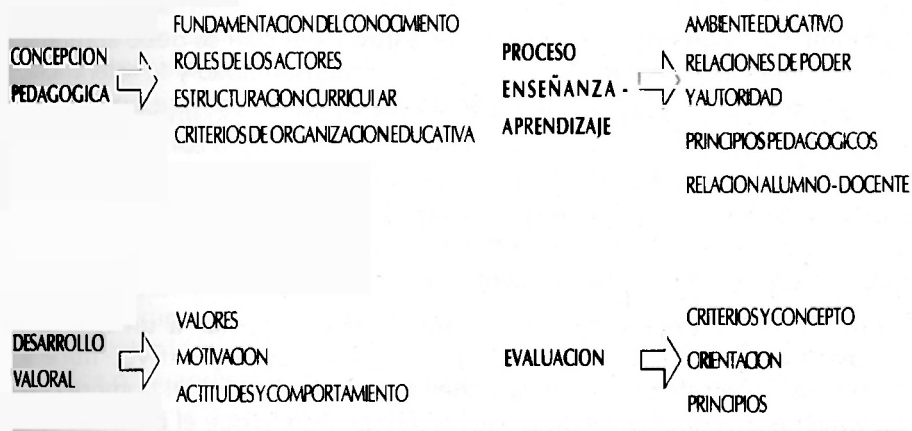 CONCEPCION
PEDAGOGICA
FUNDAMENTACION DEL CONOCIMIENTO
ROLES DE LOS ACTORES
ESTRUCTURACION CURRICULAR
CRITERIOS DE ORGANIZACION EDUCATIVA
PROCESO
ENSEÑANZA -
APRENDIZAJE
AMBIENTE EDUCATIVO
RELACIONES DE PODER
Y AUTORIDAD
PRINCIPIOS PEDAGOGICOS
RELACION ALUMNO - DOCENTE
DESARROLLO
VALORAL
VALORES
MOTIVACION
ACTITUDES Y COMPORTAMIENTO
EVALUACION
CRITERIOS Y CONCEPTO
ORIENTACION
PRINCIPIOS